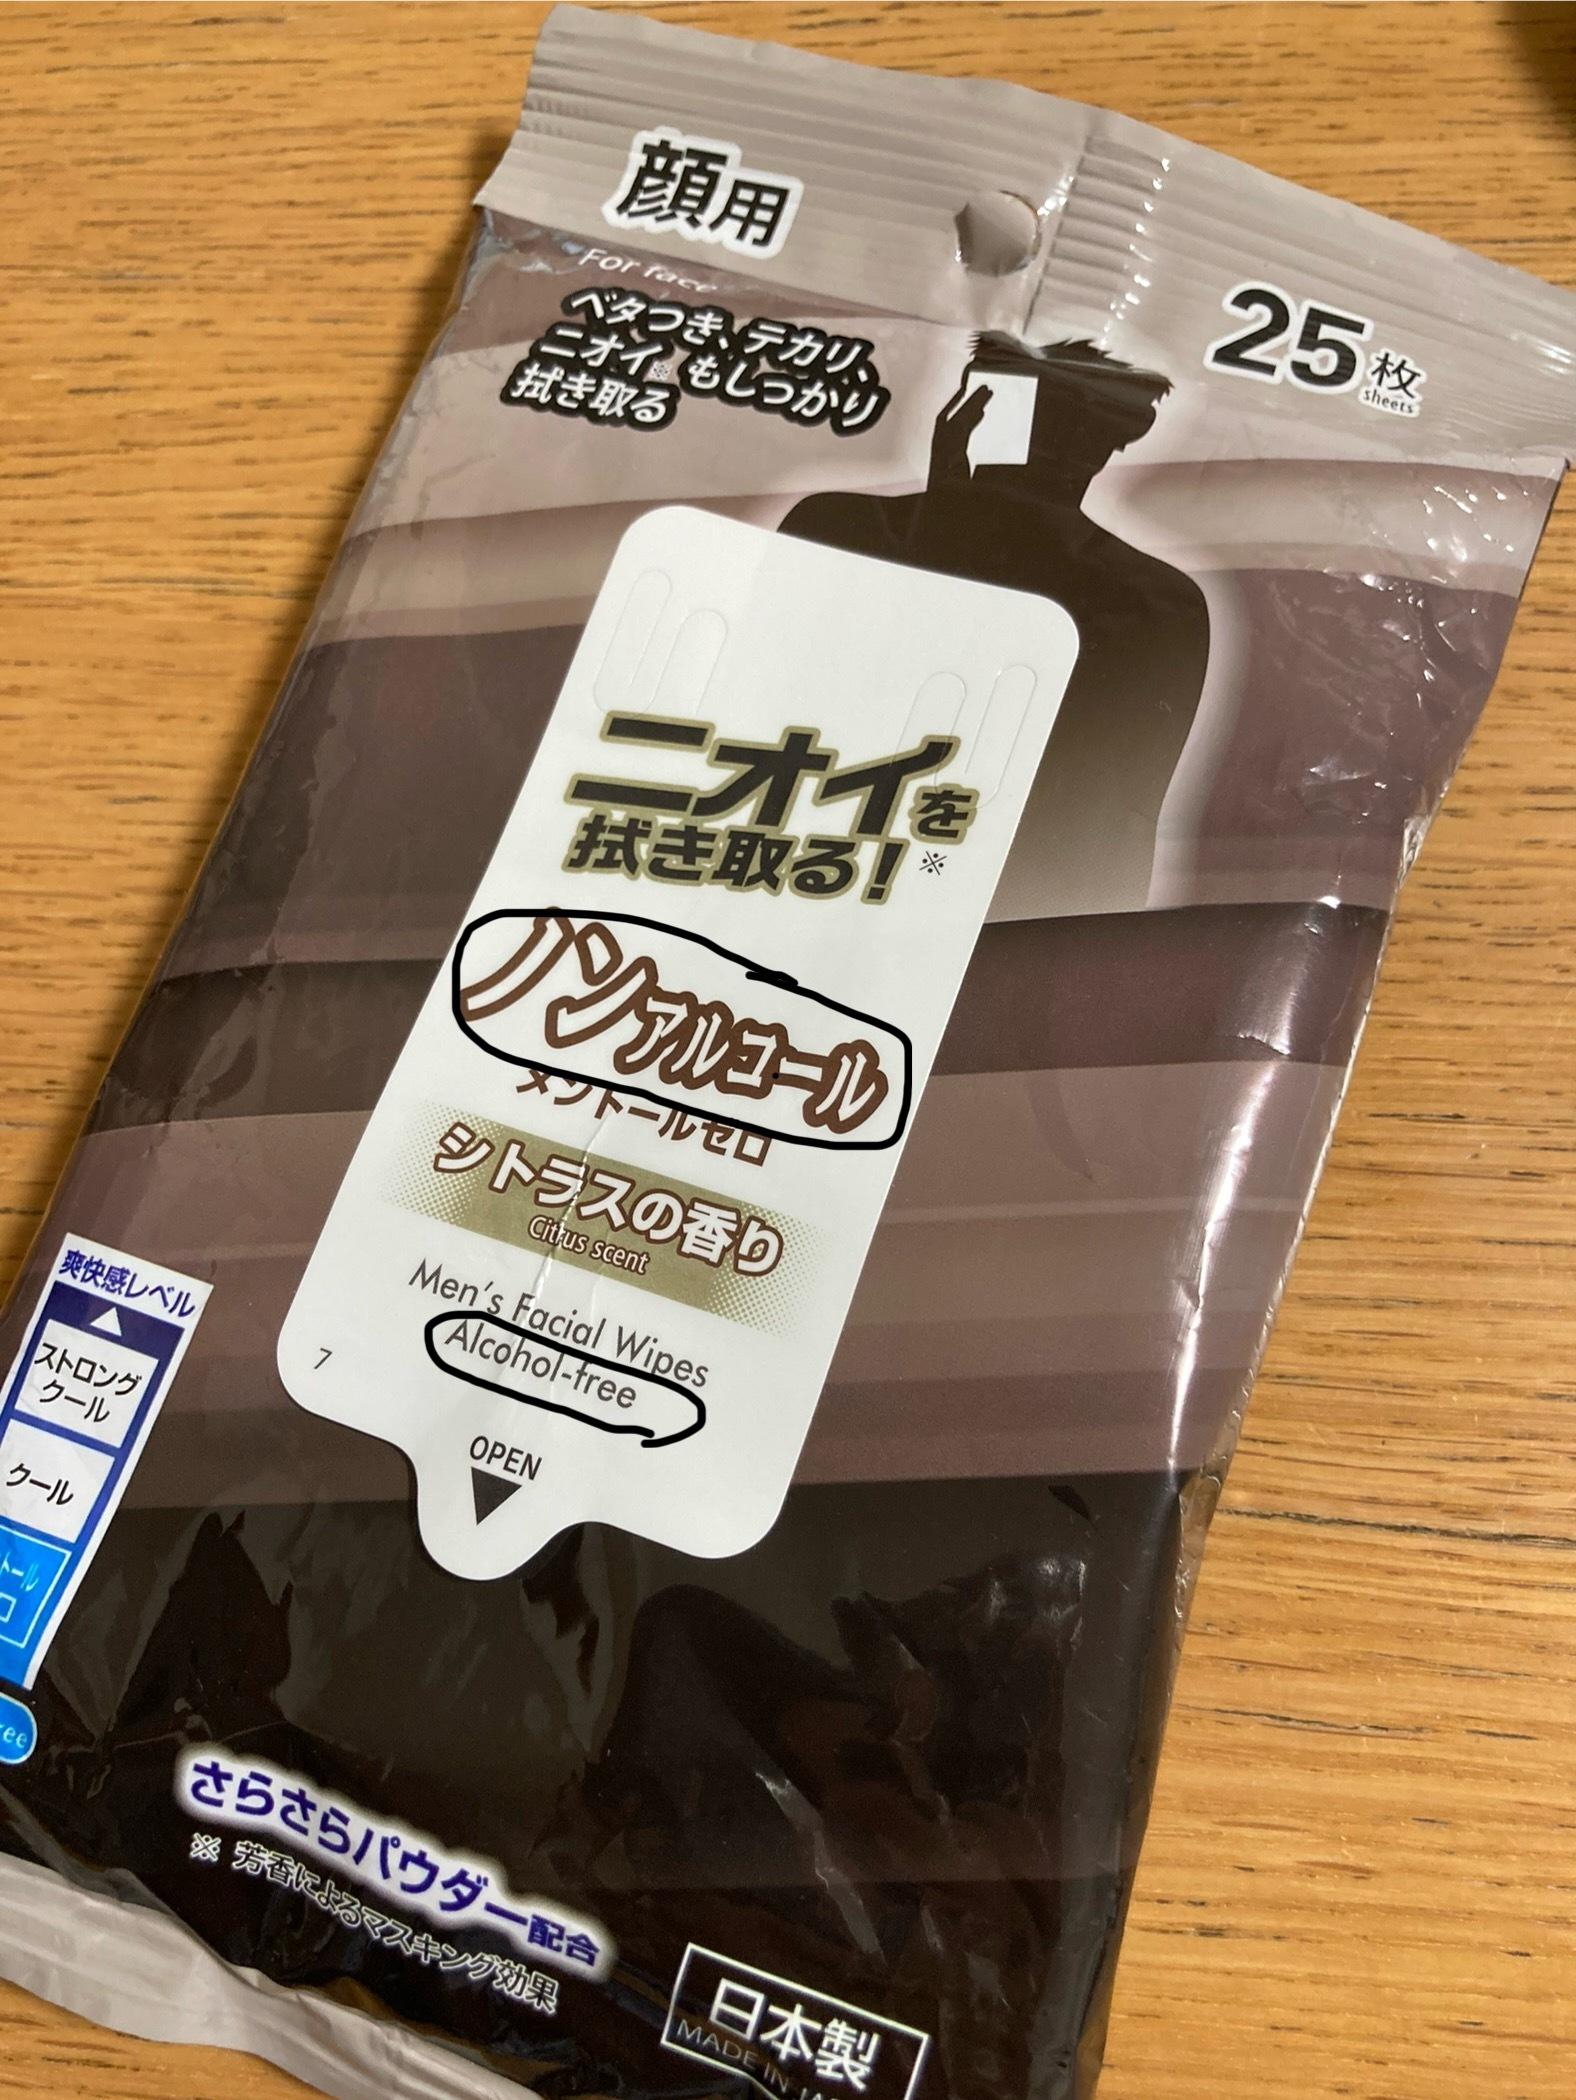 顔用
For face
25枚
sheets
ベタつき、テカリ、
ニオイ※もしっかり
拭き取る
ニオイを
拭き取る!※
ノンアルコール
メントールゼロ
シトラスの香り
Citrus scent
Men's Facial Wipes
Alcohol-free
7
OPEN
爽快感レベル
ストロング
クール
クール
さらさらパウダー配合
※ 芳香によるマスキング効果
日本製
MADE IN